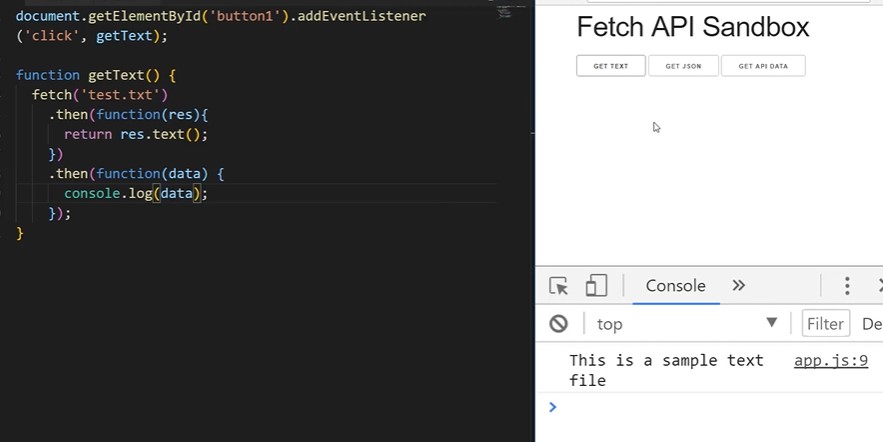 document.getElementById('button1').addEventListener
('click', getText);
function getText() {
fetch('test.txt')
.then(function(res){
return res.text();
})
.then(function(data) {
console.log(data);
});
}
Fetch API Sandbox
GET TEXT GET JSON GET API DATA
Console »
top ▼ Filter De
This is a sample text app.js:9
file
>